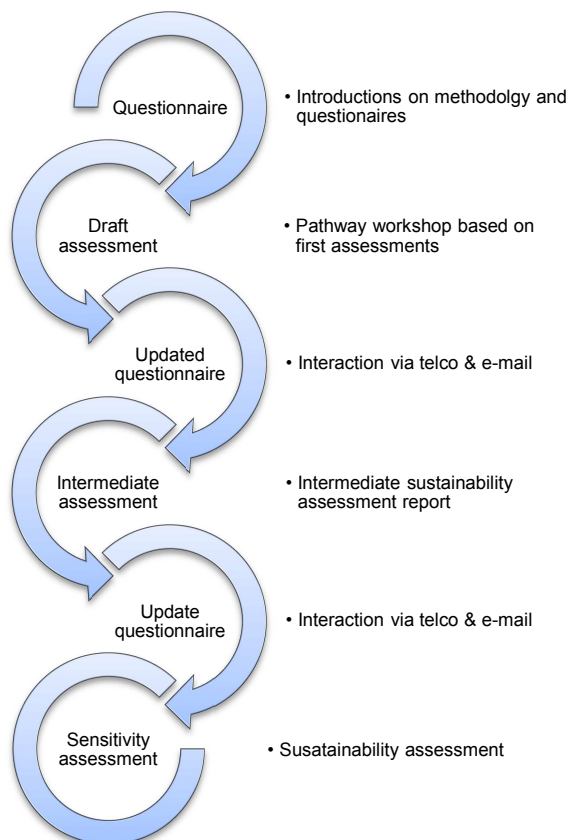 Questionnaire
• Introductions on methodolgy and
questionaires
Draft
assessment
• Pathway workshop based on
first assessments
Updated
questionnaire
• Interaction via telco & e-mail
Intermediate
assessment
• Intermediate sustainability
assessment report
Update
questionnaire
• Interaction via telco & e-mail
Sensitivity
assessment
• Susatainability assessment